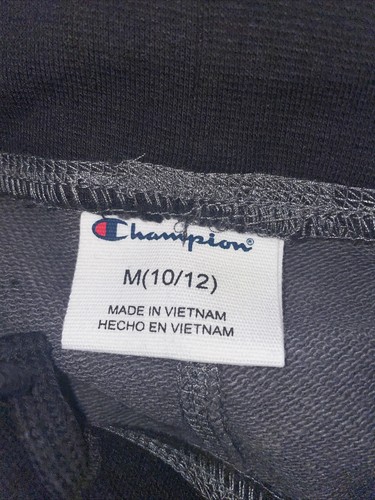 Champion®
M(10/12)
MADE IN VIETNAM
HECHO EN VIETNAM